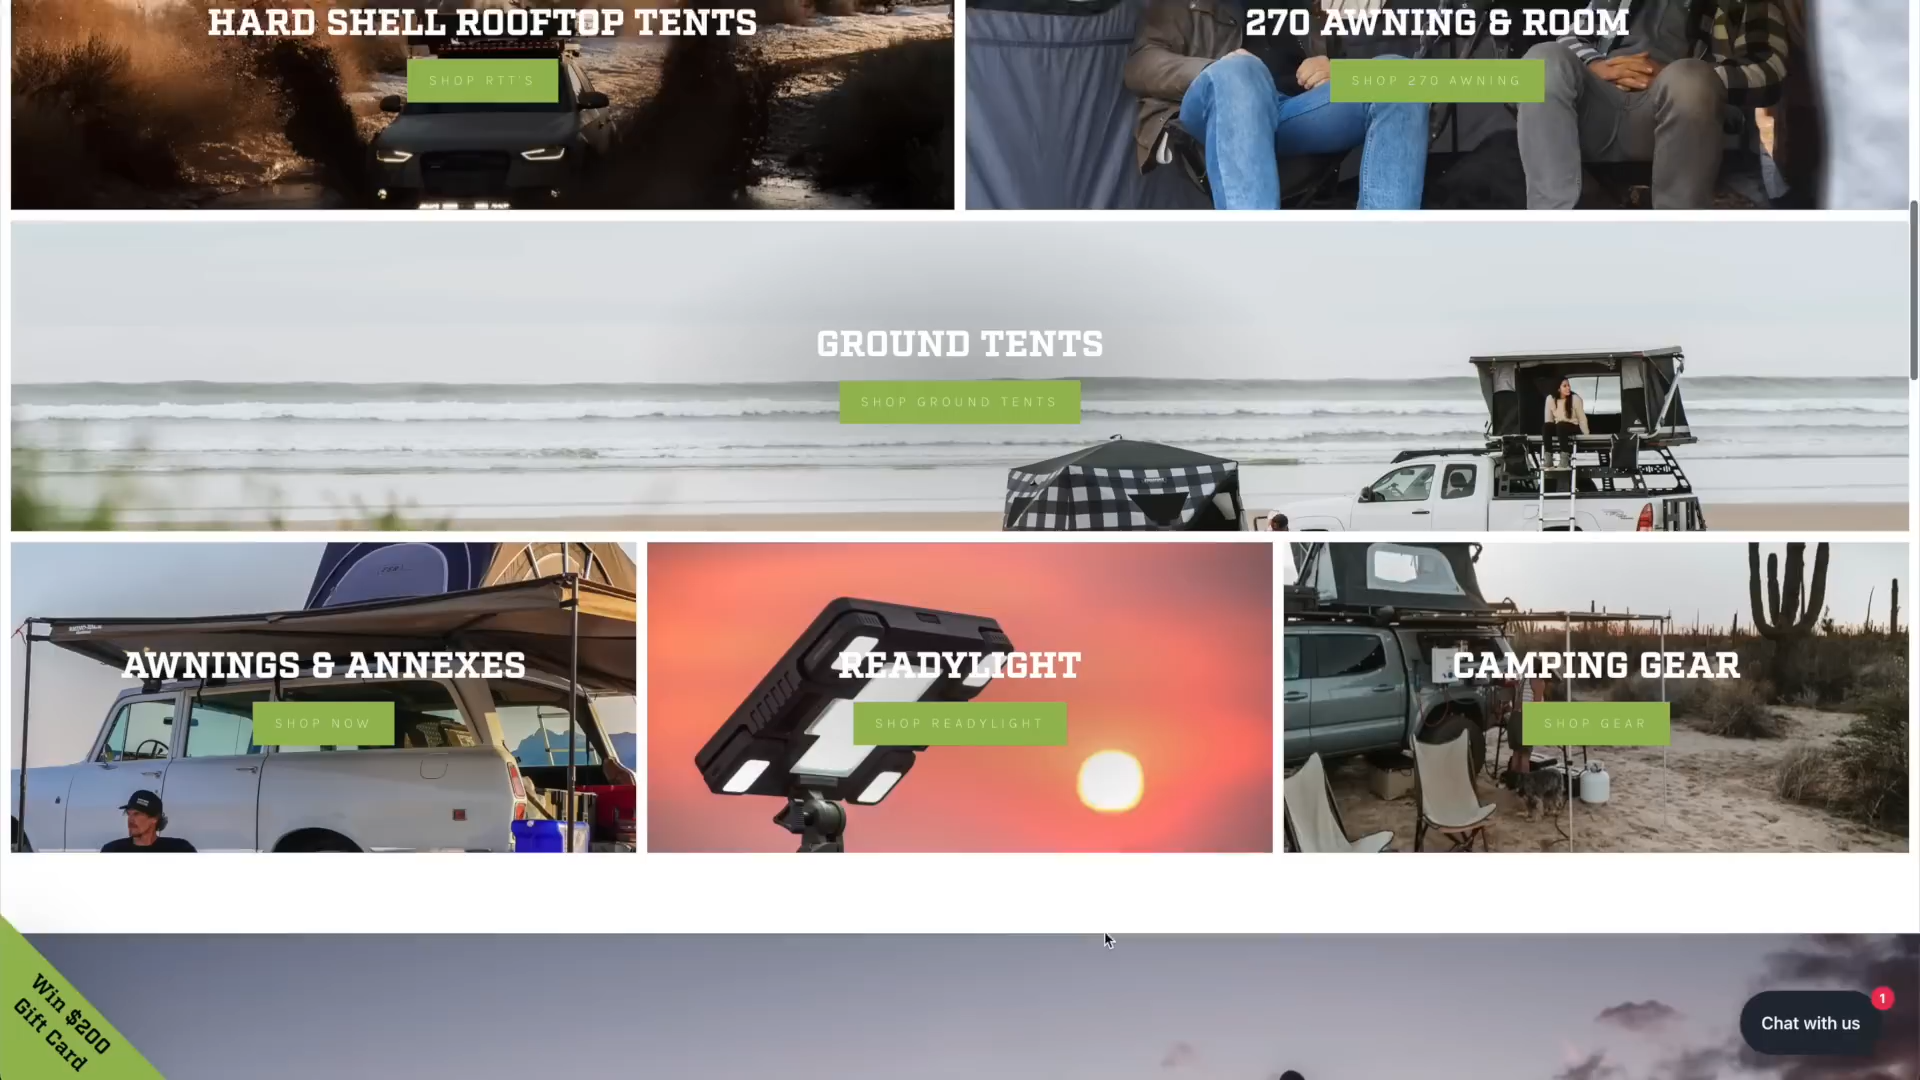 HARD SHELL ROOFTOP TENTS
SHOP RTT'S
270 AWNING & ROOM
SHOP 270 AWNING
GROUND TENTS
SHOP GROUND TENTS
AWNINGS & ANNEXES
SHOP NOW
READYLIGHT
SHOP READYLIGHT
CAMPING GEAR
SHOP GEAR
Win $200
Gift Card
Chat with us
1